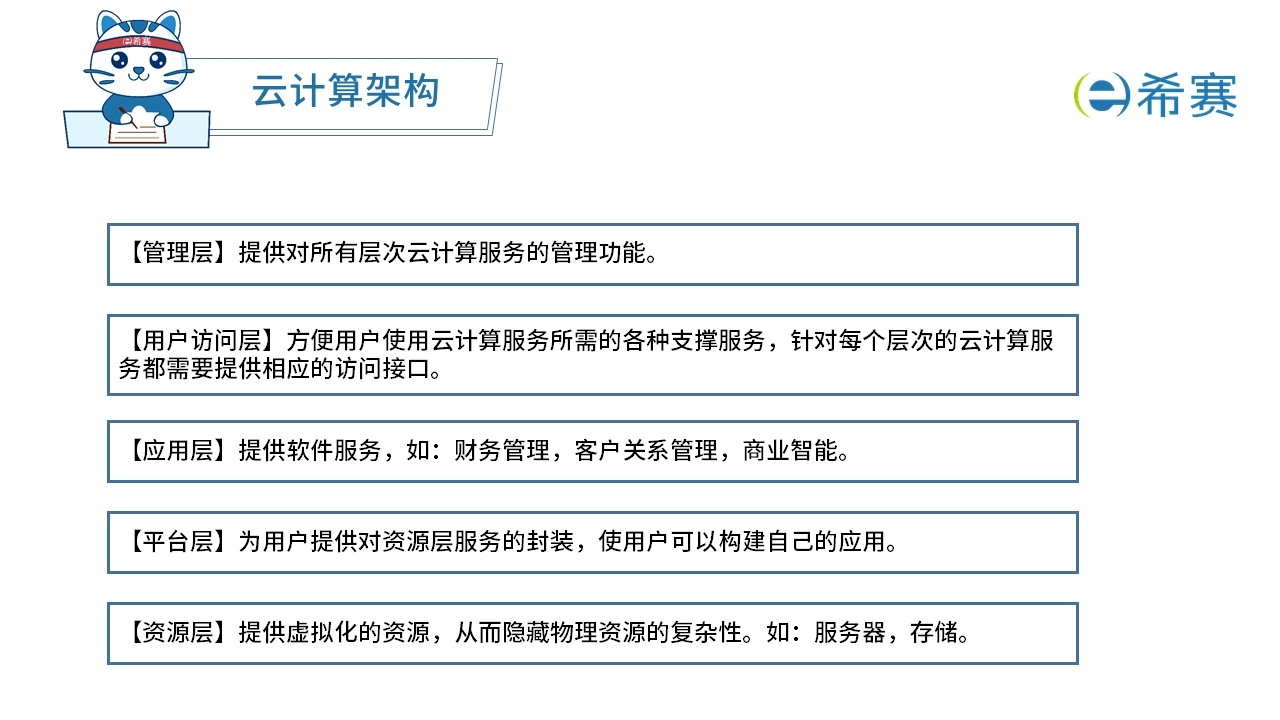 希赛
云计算架构
希赛
【管理层】提供对所有层次云计算服务的管理功能。
【用户访问层】方便用户使用云计算服务所需的各种支撑服务，针对每个层次的云计算服
务都需要提供相应的访问接口。
【应用层】提供软件服务，如：财务管理，客户关系管理，商业智能。
【平台层】为用户提供对资源层服务的封装，使用户可以构建自己的应用。
【资源层】提供虚拟化的资源，从而隐藏物理资源的复杂性。如：服务器，存储。